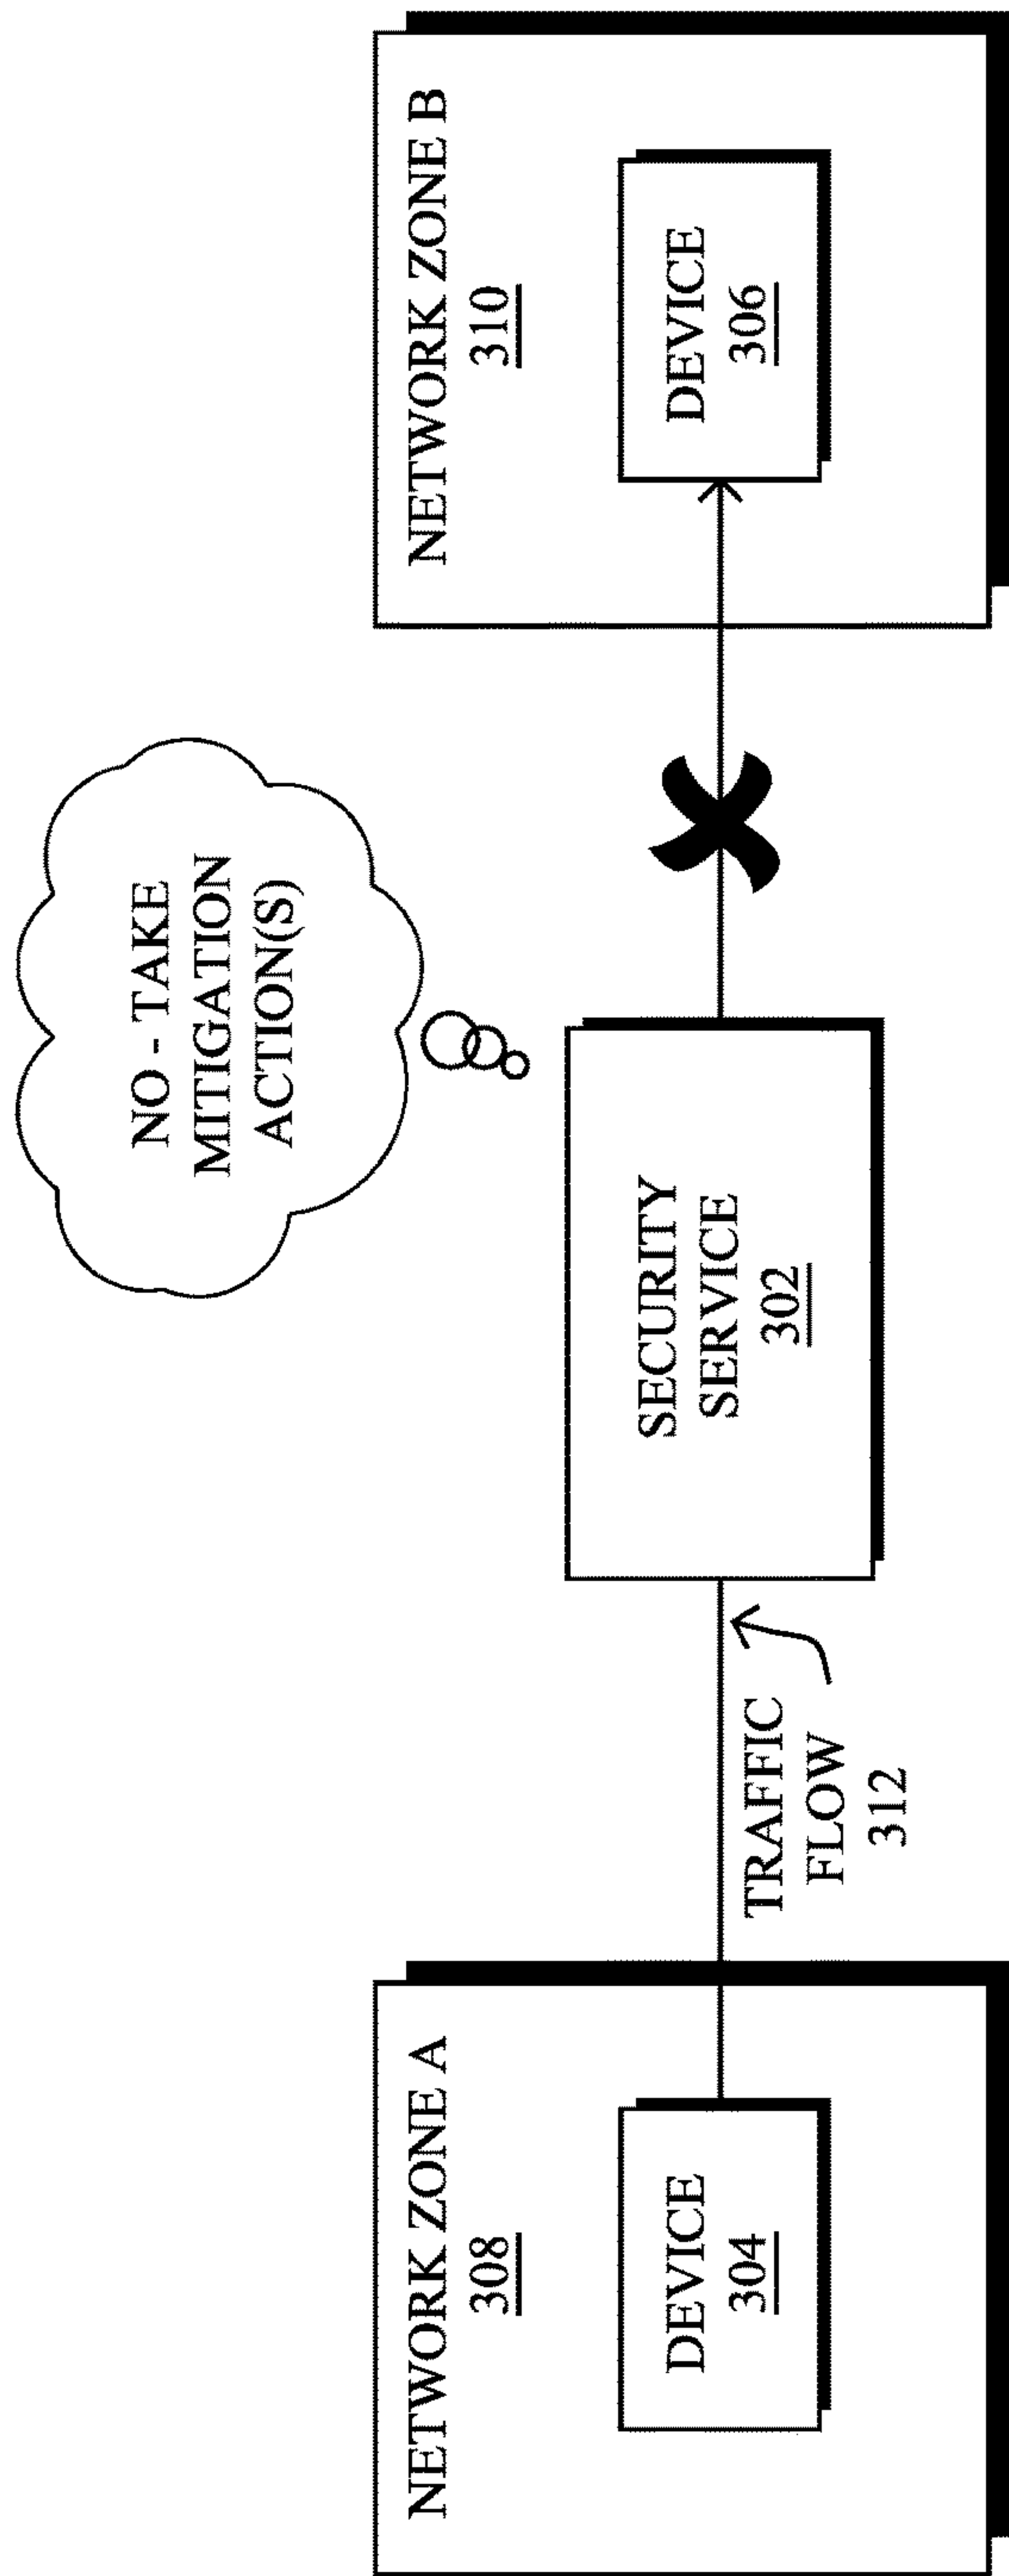 NETWORK ZONE A
308
DEVICE
304
TRAFFIC
FLOW
312
SECURITY
SERVICE
302
NO - TAKE
MITIGATION
ACTION(S)
NETWORK ZONE B
310
DEVICE
306